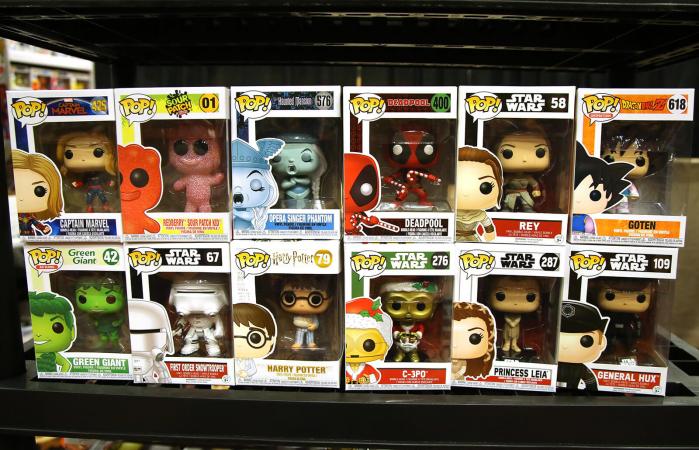 POP! CAPTAIN MARVEL 425
CAPTAIN MARVEL
POP! SOUR PATCH KIDS 01
REDBERRY SOUR PATCH KID
POP! Haunted Mansion 576
OPERA SINGER PHANTOM
POP! DEADPOOL 400
DEADPOOL
POP! STAR WARS 58
REY
POP! DRAGONBALL Z 618
GOTEN
POP! Green Giant 42
GREEN GIANT
POP! STAR WARS 67
FIRST ORDER SNOWTROOPER
POP! Harry Potter 79
HARRY POTTER
POP! STAR WARS 276
C-3PO
POP! STAR WARS 287
PRINCESS LEIA
POP! STAR WARS 109
GENERAL HUX